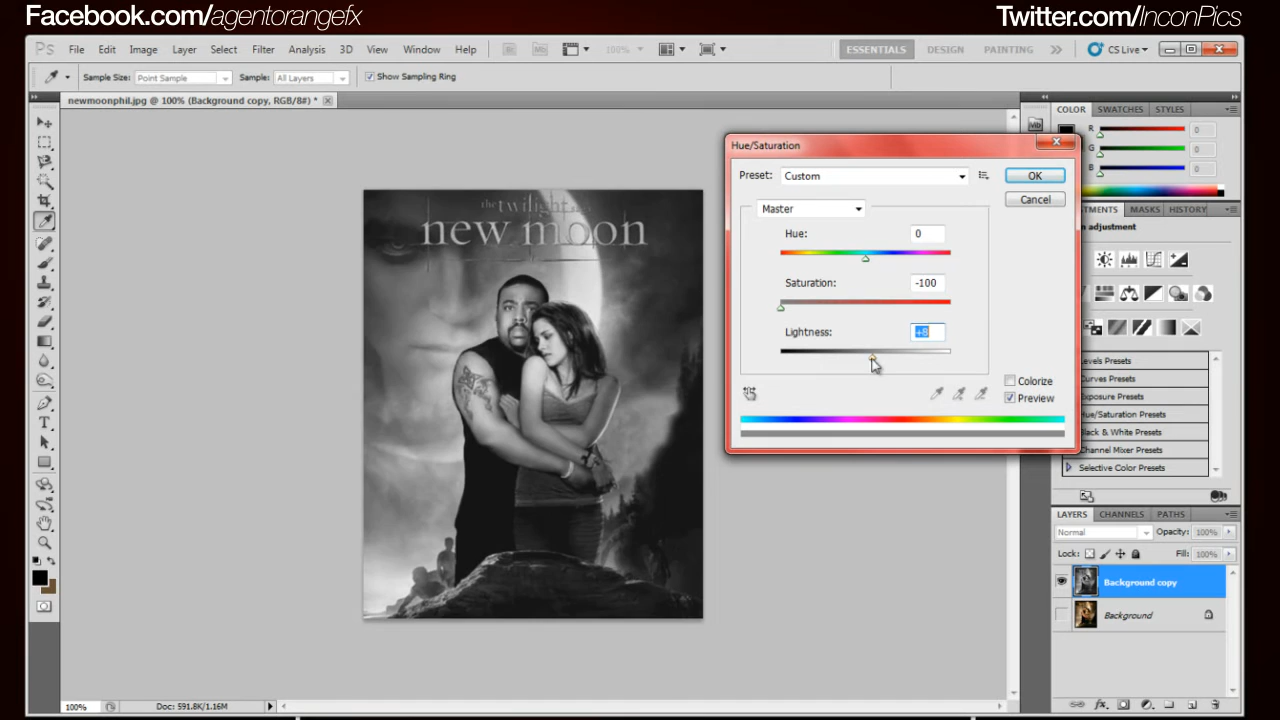 Facebook.com/agentorangefx
Twitter.com/InconPics
Ps File Edit Image Layer Select Filter Analysis 3D View Window Help Br Mb 100% ESSENTIALS DESIGN PAINTING CS Live
Sample Size: Point Sample Sample: All Layers Show Sampling Ring
newmoonphil.jpg @ 100% (Background copy, RGB/8#) *
COLOR SWATCHES STYLES
R 0
G 0
B 0
Hue/Saturation
Preset: Custom OK
Cancel
Master
Hue: 0
Saturation: -100
Lightness: +8
Colorize
Preview
the twilight
new moon
TMENTS MASKS HISTORY
n adjustment
Levels Presets
Curves Presets
Exposure Presets
Hue/Saturation Presets
Black & White Presets
Channel Mixer Presets
Selective Color Presets
LAYERS CHANNELS PATHS
Normal Opacity: 100%
Lock: Fill: 100%
Background copy
Background
100% Doc: 591.8K/1.16M